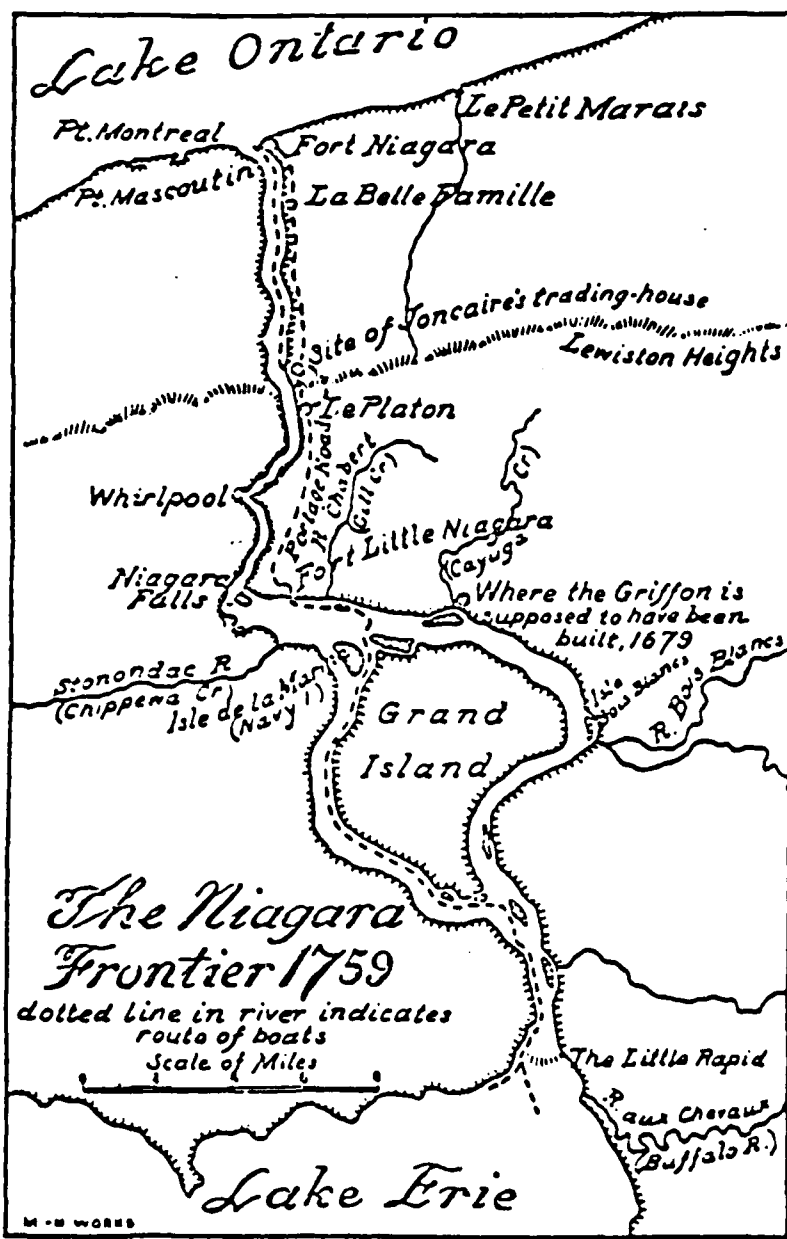 Lake Ontario
Le Petit Marais
Pt. Montreal
Fort Niagara
Pt. Mascoutin
La Belle Famille
Site of Joncaire's trading-house
Lewiston Heights
Le Platon
Portage Road
R. Chabert
(Gill Cr)
(Cayuga Cr)
Whirlpool
Fort Little Niagara
Niagara
Falls
Where the Griffon is
supposed to have been
built, 1679
Isle
Bois Blancs
R. Bois Blancs
Stonondac R
(Chippewa Cr)
Isle de la Marine
(Navy I)
Grand
Island
The Niagara
Frontier 1759
dotted line in river indicates
route of boats
Scale of Miles
0
The Little Rapid
R. aux Chevaux
(Buffalo R.)
Lake Erie
M-N WORKS